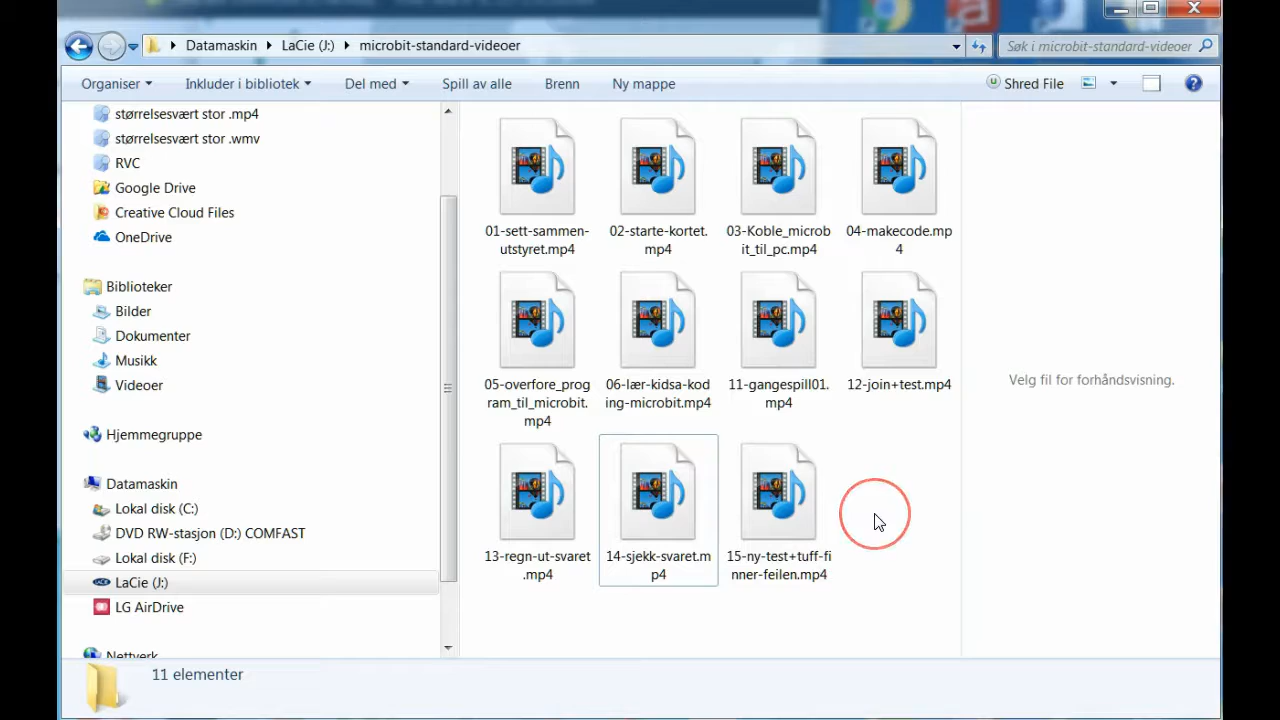 Datamaskin LaCie (J:) microbit-standard-videoer
Søk i microbit-standard-videoer
Organiser Inkluder i bibliotek Del med Spill av alle Brenn Ny mappe Shred File
størrelsesvært stor .mp4
størrelsesvært stor .wmv
RVC
Google Drive
Creative Cloud Files
OneDrive
Biblioteker
Bilder
Dokumenter
Musikk
Videoer
Hjemmegruppe
Datamaskin
Lokal disk (C:)
DVD RW-stasjon (D:) COMFAST
Lokal disk (F:)
LaCie (J:)
LG AirDrive
Nettverk
01-sett-sammen-
utstyret.mp4
02-starte-kortet.
mp4
03-Koble_microb
it_til_pc.mp4
04-makecode.mp
4
05-overfore_prog
ram_til_microbit.
mp4
06-lær-kidsa-kod
ing-microbit.mp4
11-gangespill01.
mp4
12-join+test.mp4
13-regn-ut-svaret
.mp4
14-sjekk-svaret.m
p4
15-ny-test+tuff-fi
nner-feilen.mp4
Velg fil for forhåndsvisning.
11 elementer